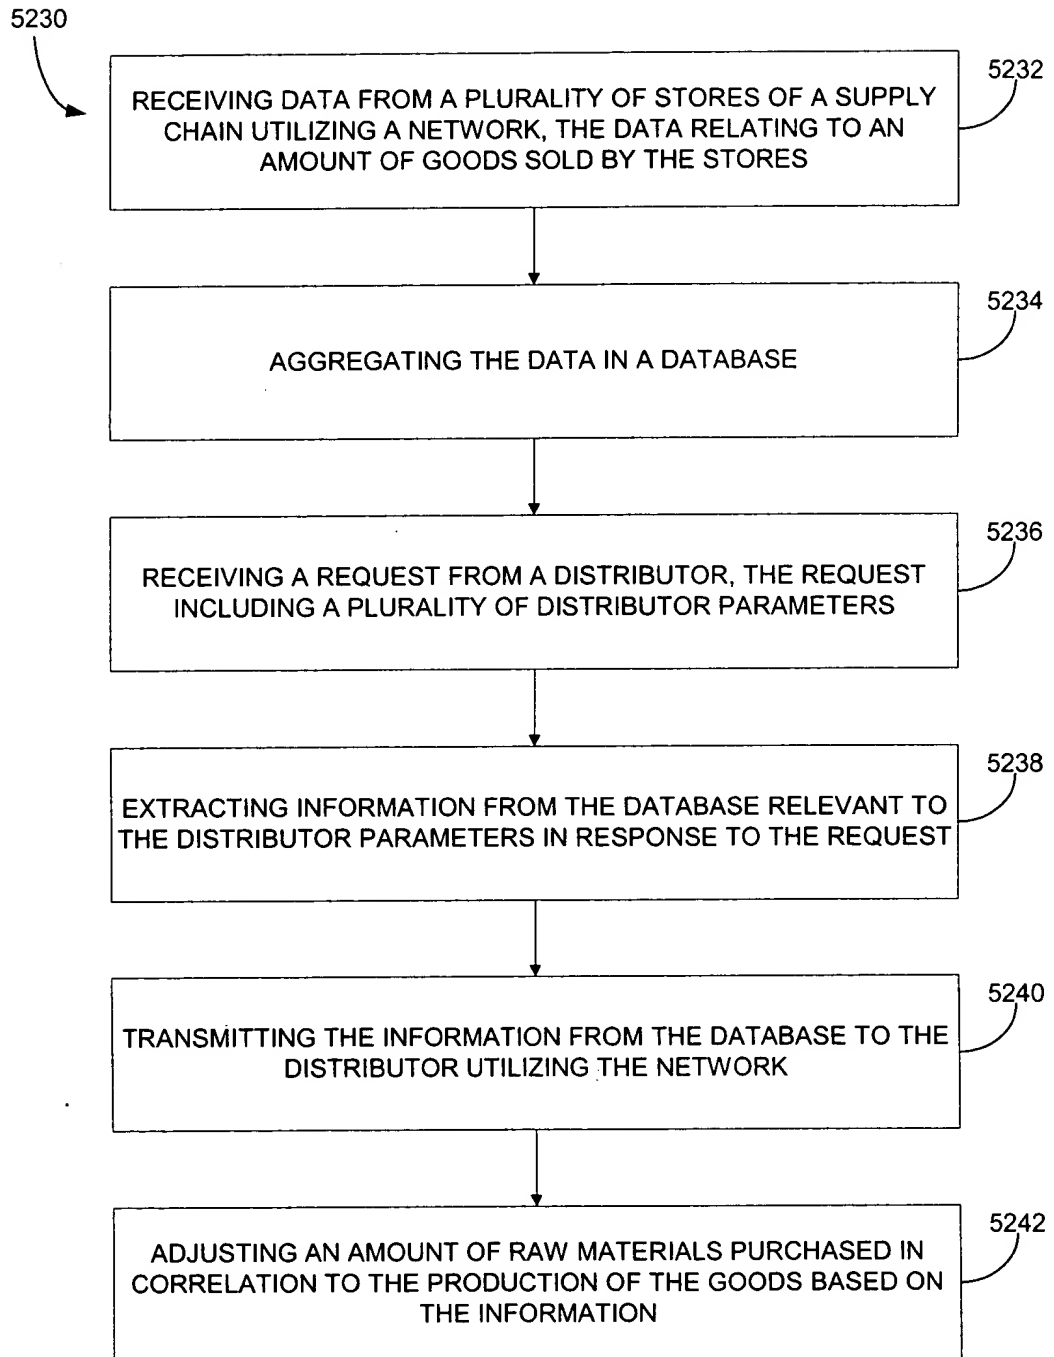 5230
5232
RECEIVING DATA FROM A PLURALITY OF STORES OF A SUPPLY
CHAIN UTILIZING A NETWORK, THE DATA RELATING TO AN
AMOUNT OF GOODS SOLD BY THE STORES
5234
AGGREGATING THE DATA IN A DATABASE
5236
RECEIVING A REQUEST FROM A DISTRIBUTOR, THE REQUEST
INCLUDING A PLURALITY OF DISTRIBUTOR PARAMETERS
5238
EXTRACTING INFORMATION FROM THE DATABASE RELEVANT TO
THE DISTRIBUTOR PARAMETERS IN RESPONSE TO THE REQUEST
5240
TRANSMITTING THE INFORMATION FROM THE DATABASE TO THE
DISTRIBUTOR UTILIZING THE NETWORK
5242
ADJUSTING AN AMOUNT OF RAW MATERIALS PURCHASED IN
CORRELATION TO THE PRODUCTION OF THE GOODS BASED ON
THE INFORMATION